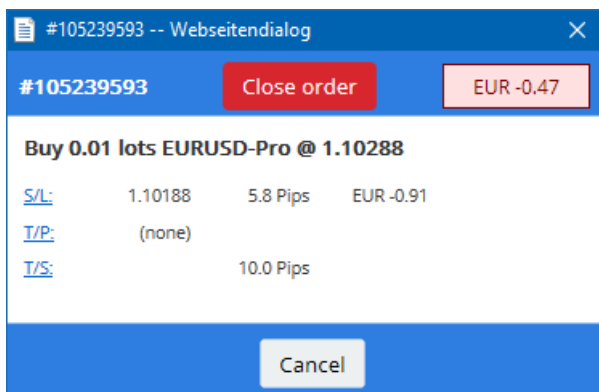 #105239593 -- Webseitendialog
#105239593 Close order EUR -0.47
Buy 0.01 lots EURUSD-Pro @ 1.10288
S/L: 1.10188 5.8 Pips EUR -0.91
T/P: (none)
T/S: 10.0 Pips
Cancel